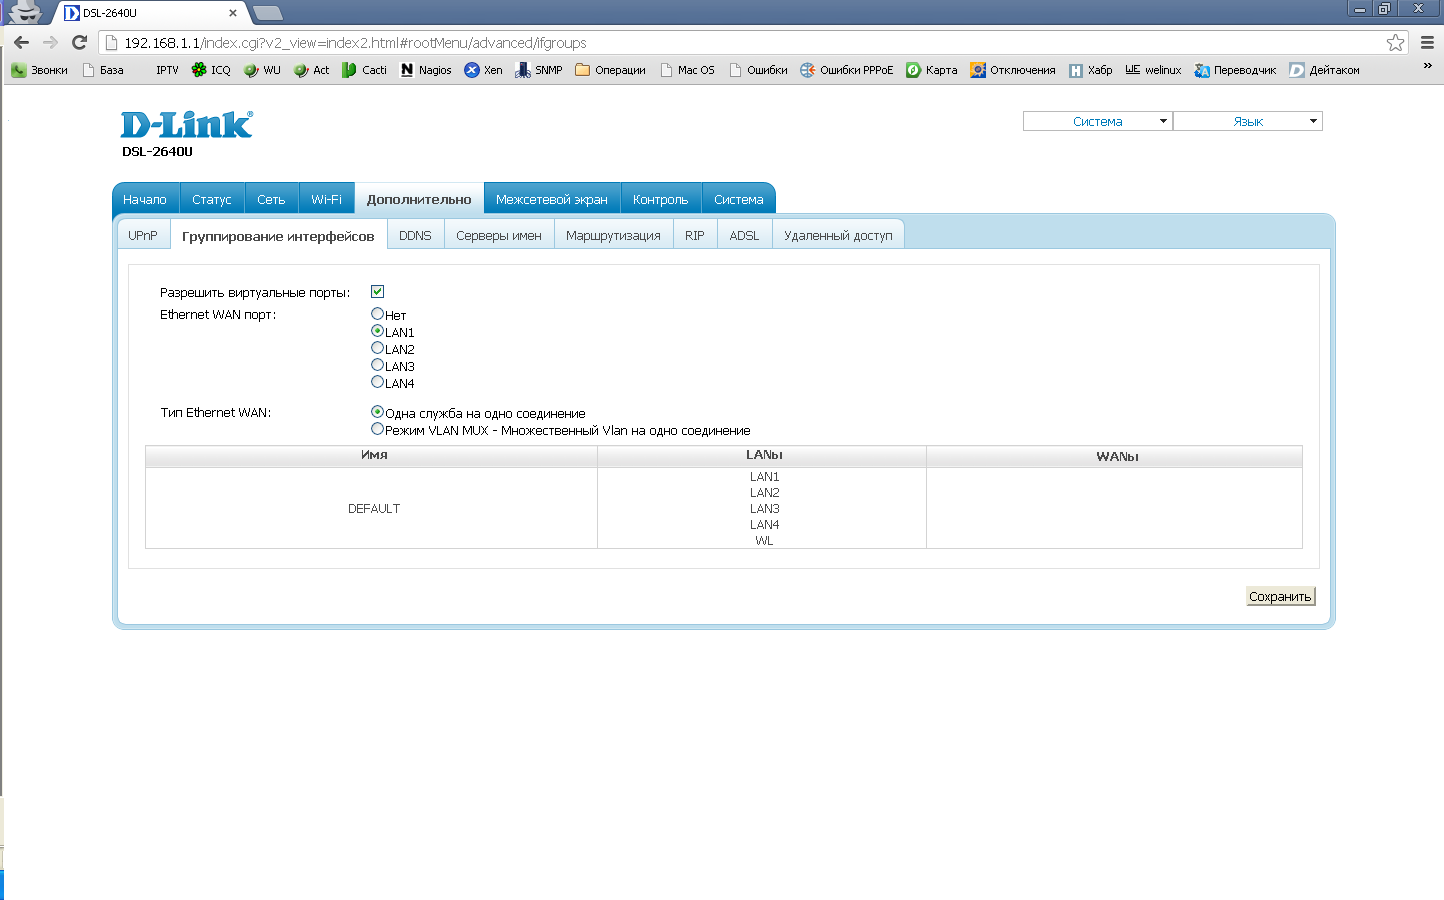 DSL-2640U
192.168.1.1/index.cgi?v2_view=index2.html#rootMenu/advanced/ifgroups
Звонки База IPTV ICQ WU Act Cacti Nagios Xen SNMP Операции Mac OS Ошибки Ошибки PPPoE Карта Отключения Хабр welinux Переводчик Дейтаком »
D-Link®
DSL-2640U
Система Язык
Начало Статус Сеть Wi-Fi Дополнительно Межсетевой экран Контроль Система
UPnP Группирование интерфейсов DDNS Серверы имен Маршрутизация RIP ADSL Удаленный доступ
Разрешить виртуальные порты:
Ethernet WAN порт: Нет
LAN1
LAN2
LAN3
LAN4
Тип Ethernet WAN: Одна служба на одно соединение
Режим VLAN MUX - Множественный Vlan на одно соединение
Имя LANы WANы
LAN1
LAN2
DEFAULT LAN3
LAN4
WL
Сохранить